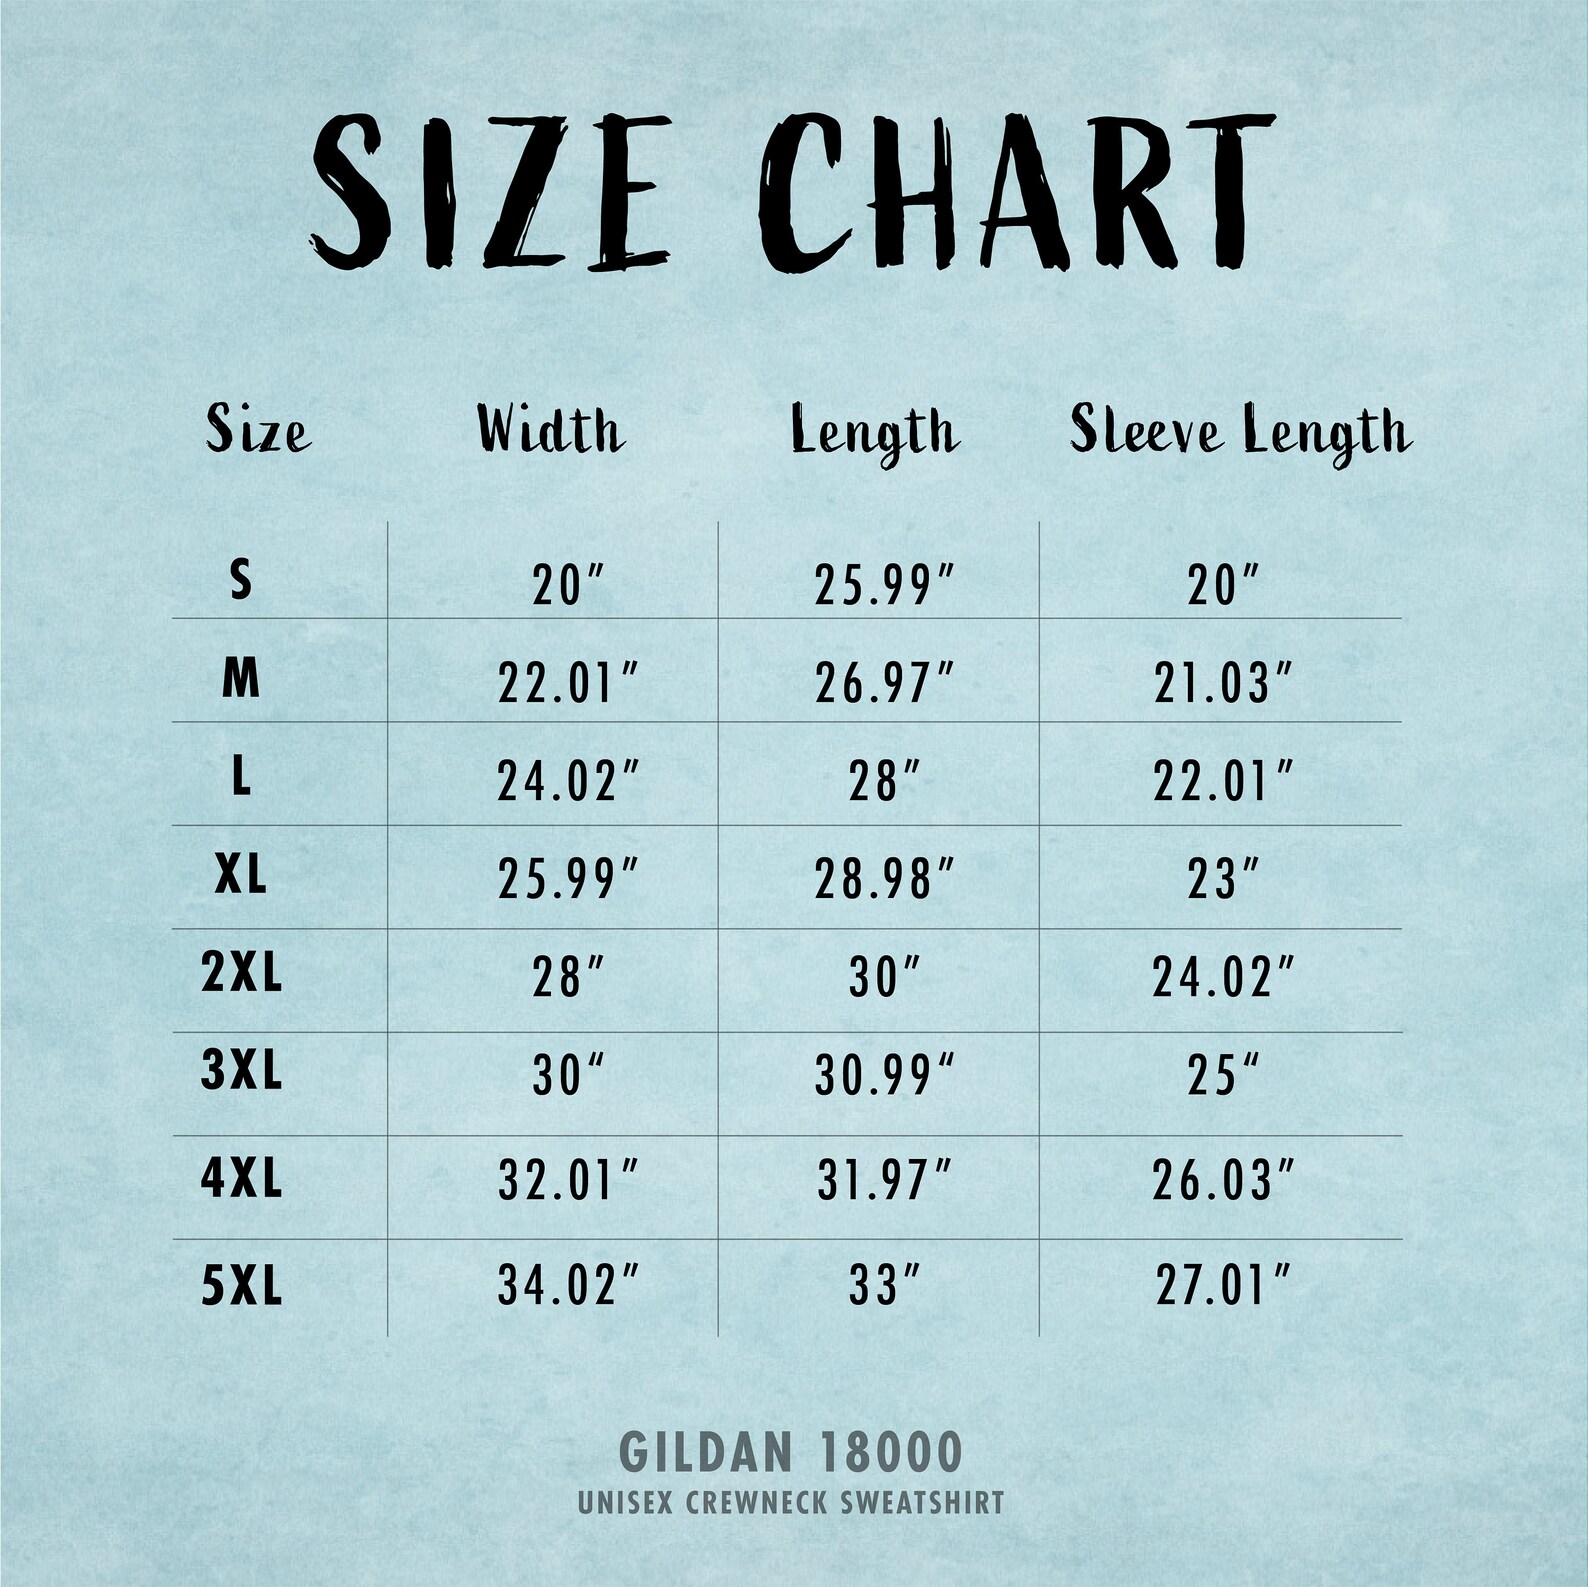 SIZE CHART
Size Width Length Sleeve Length
S 20" 25.99" 20"
M 22.01" 26.97" 21.03"
L 24.02" 28" 22.01"
XL 25.99" 28.98" 23"
2XL 28" 30" 24.02"
3XL 30“ 30.99“ 25“
4XL 32.01" 31.97" 26.03"
5XL 34.02" 33" 27.01"
GILDAN 18000
UNISEX CREWNECK SWEATSHIRT